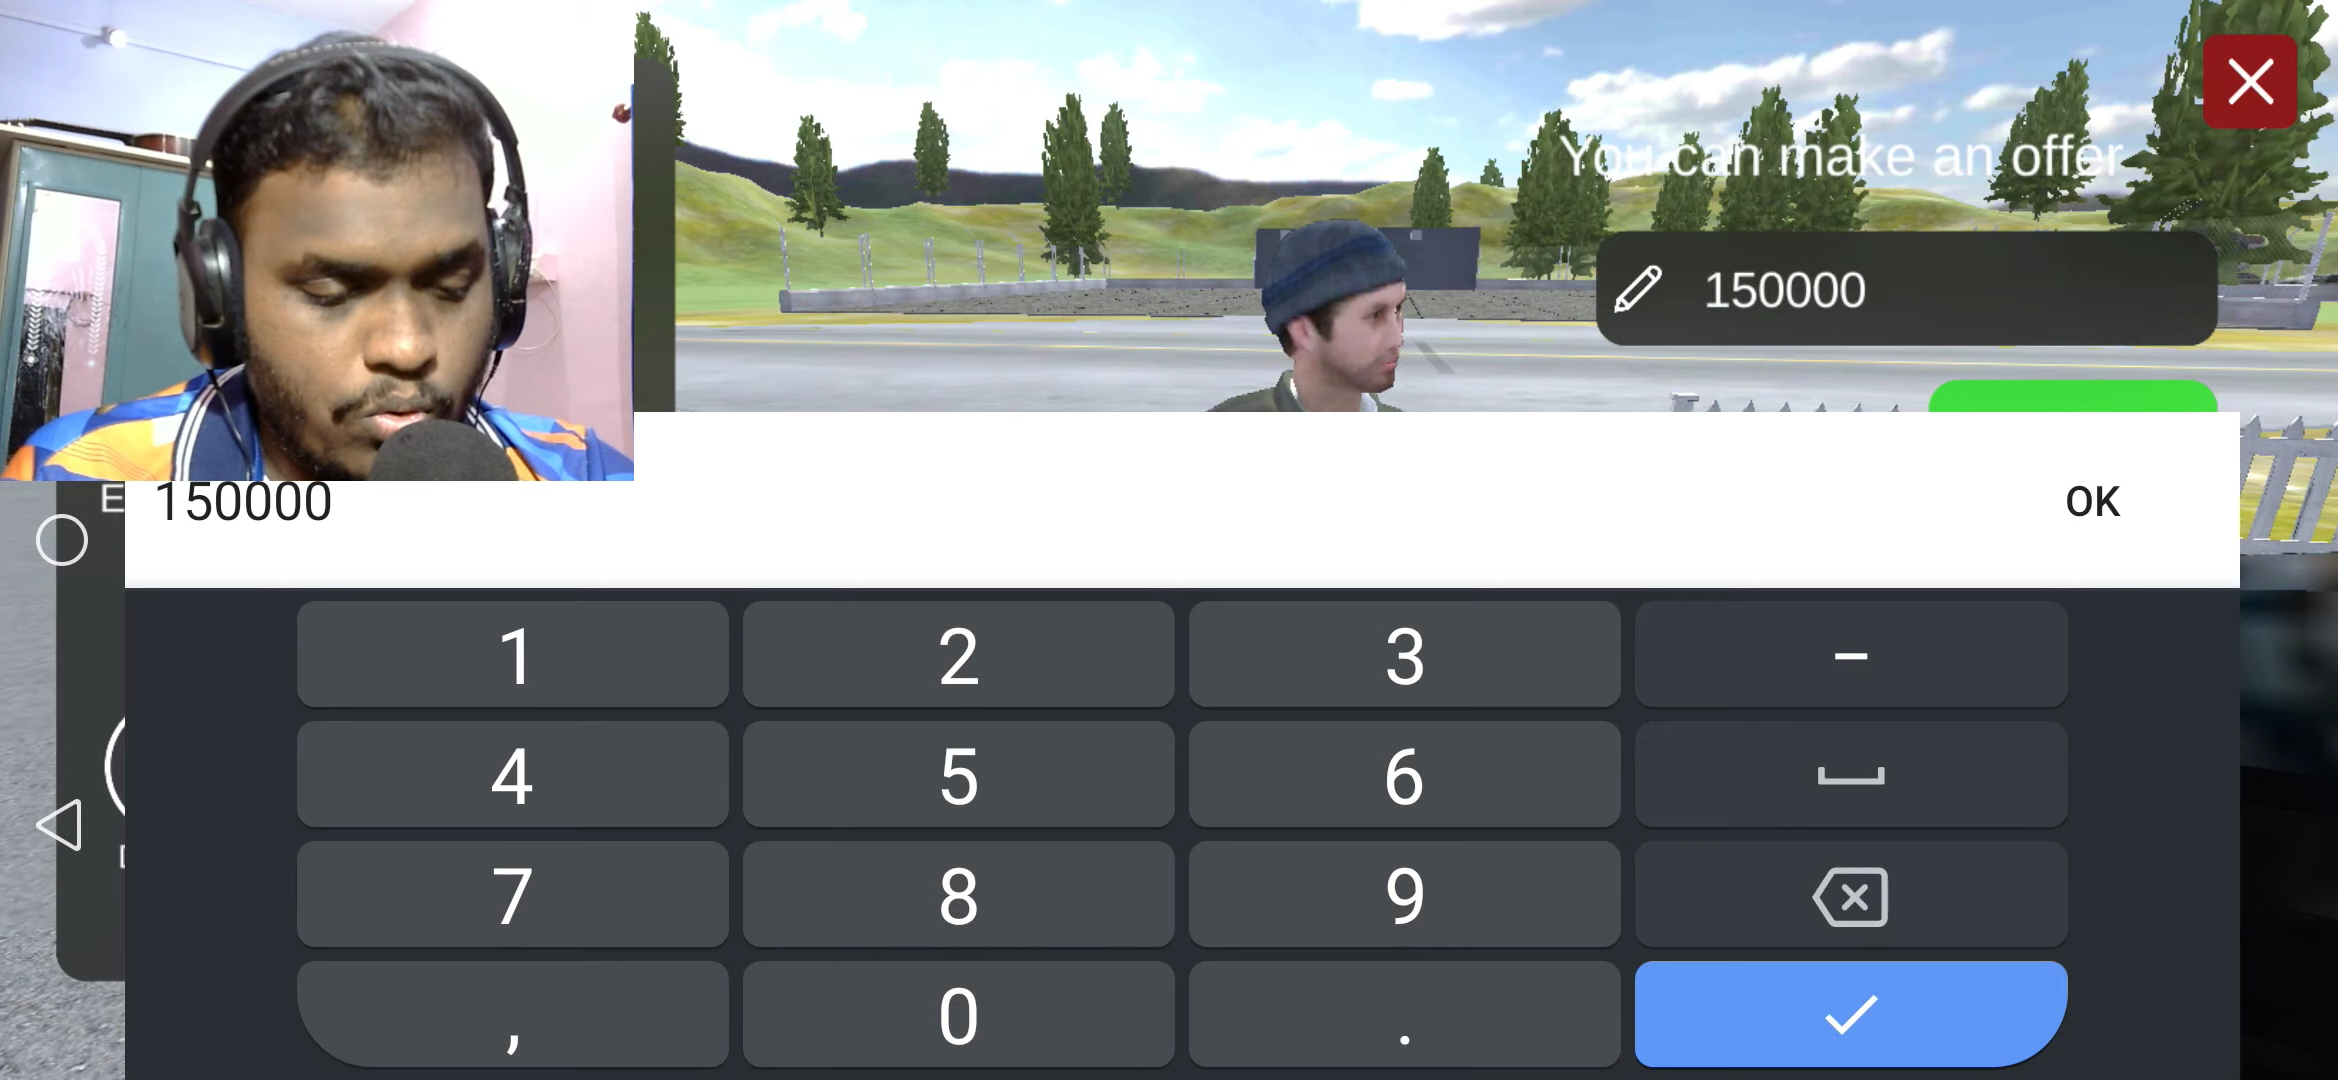 You can make an offer
150000
E
150000
OK
1 2 3 –
4 5 6
7 8 9
, 0 .